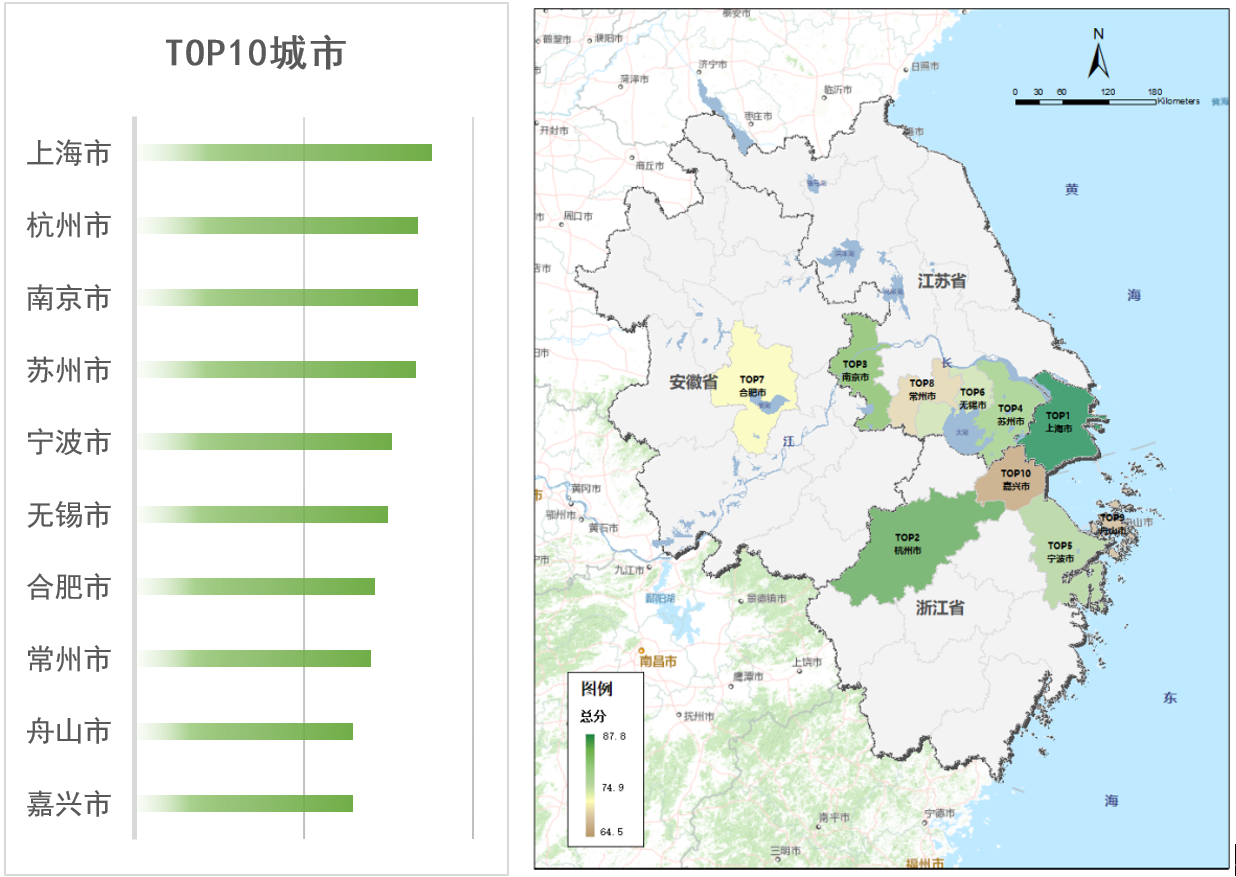 TOP10城市
上海市
杭州市
南京市
苏州市
宁波市
无锡市
合肥市
常州市
舟山市
嘉兴市
泰安市
鹤壁市
濮阳市
济宁市
日照市
菏泽市
临沂市
枣庄市
开封市
商丘市
周口市
N
0 30 60 120 180
Kilometers
黄
海
江苏省
安徽省
长
江
TOP3
南京市
TOP7
合肥市
TOP8
常州市
TOP6
无锡市
TOP4
苏州市
TOP1
上海市
太湖
TOP10
嘉兴市
TOP9
舟山市
TOP2
杭州市
TOP5
宁波市
浙江省
黄冈市
鄂州市
黄石市
九江市
鄱阳湖
景德镇市
南昌市
上饶市
鹰潭市
抚州市
南平市
宁德市
三明市
福州市
东
海
图例
总分
87.8
74.9
64.5